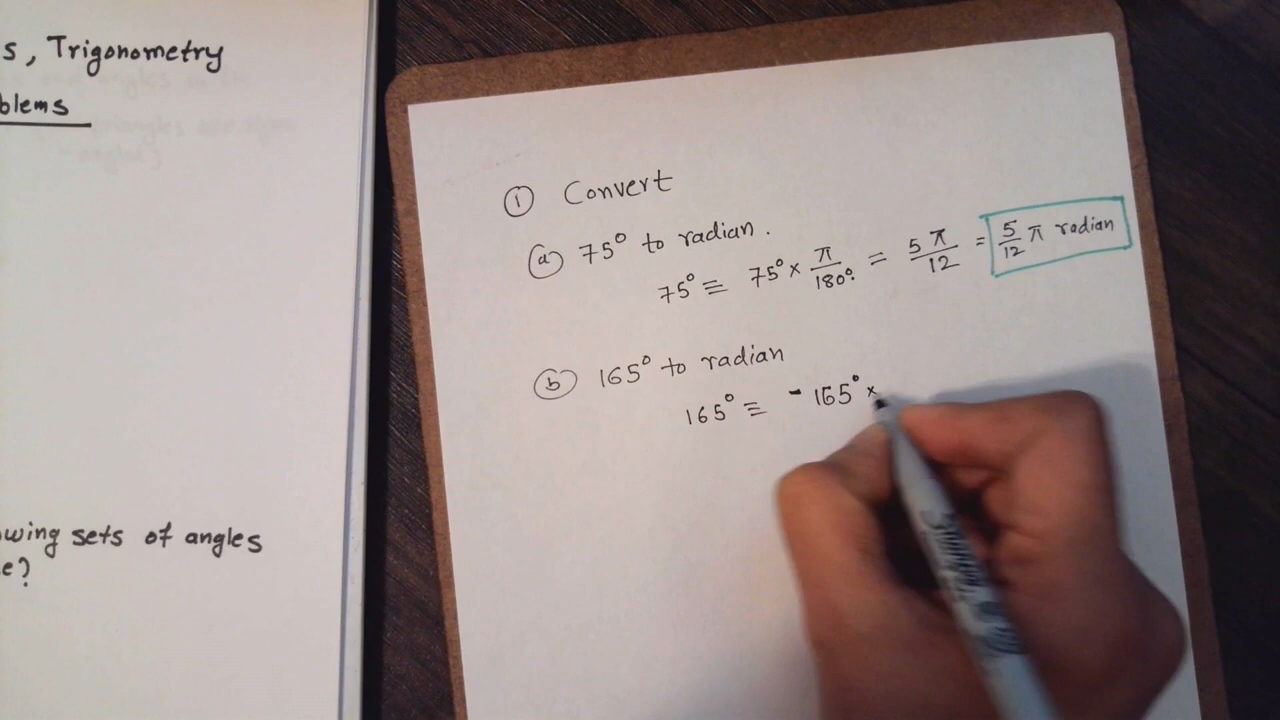 s, Trigonometry
blems
owing sets of angles
e?
① Convert
ⓐ 75° to radian.
75° ≡ 75° × π/180° = 5π/12 = 5/12 π radian
ⓑ 165° to radian
165° ≡ - 165° ×